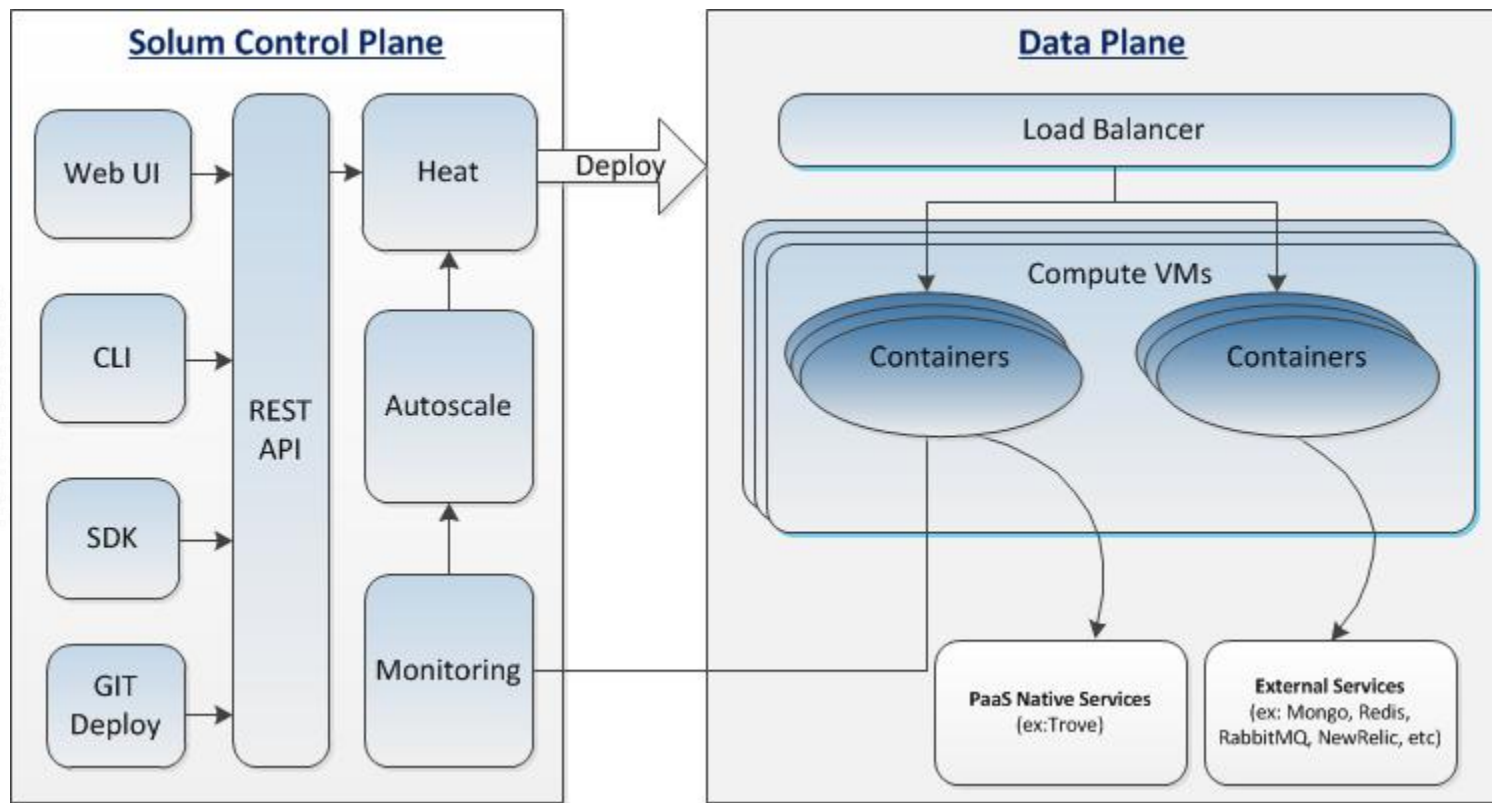 Solum Control Plane
Web UI
CLI
SDK
GIT
Deploy
REST
API
Heat
Autoscale
Monitoring
Deploy
Data Plane
Load Balancer
Compute VMs
Containers
Containers
PaaS Native Services
(ex:Trove)
External Services
(ex: Mongo, Redis,
RabbitMQ, NewRelic, etc)